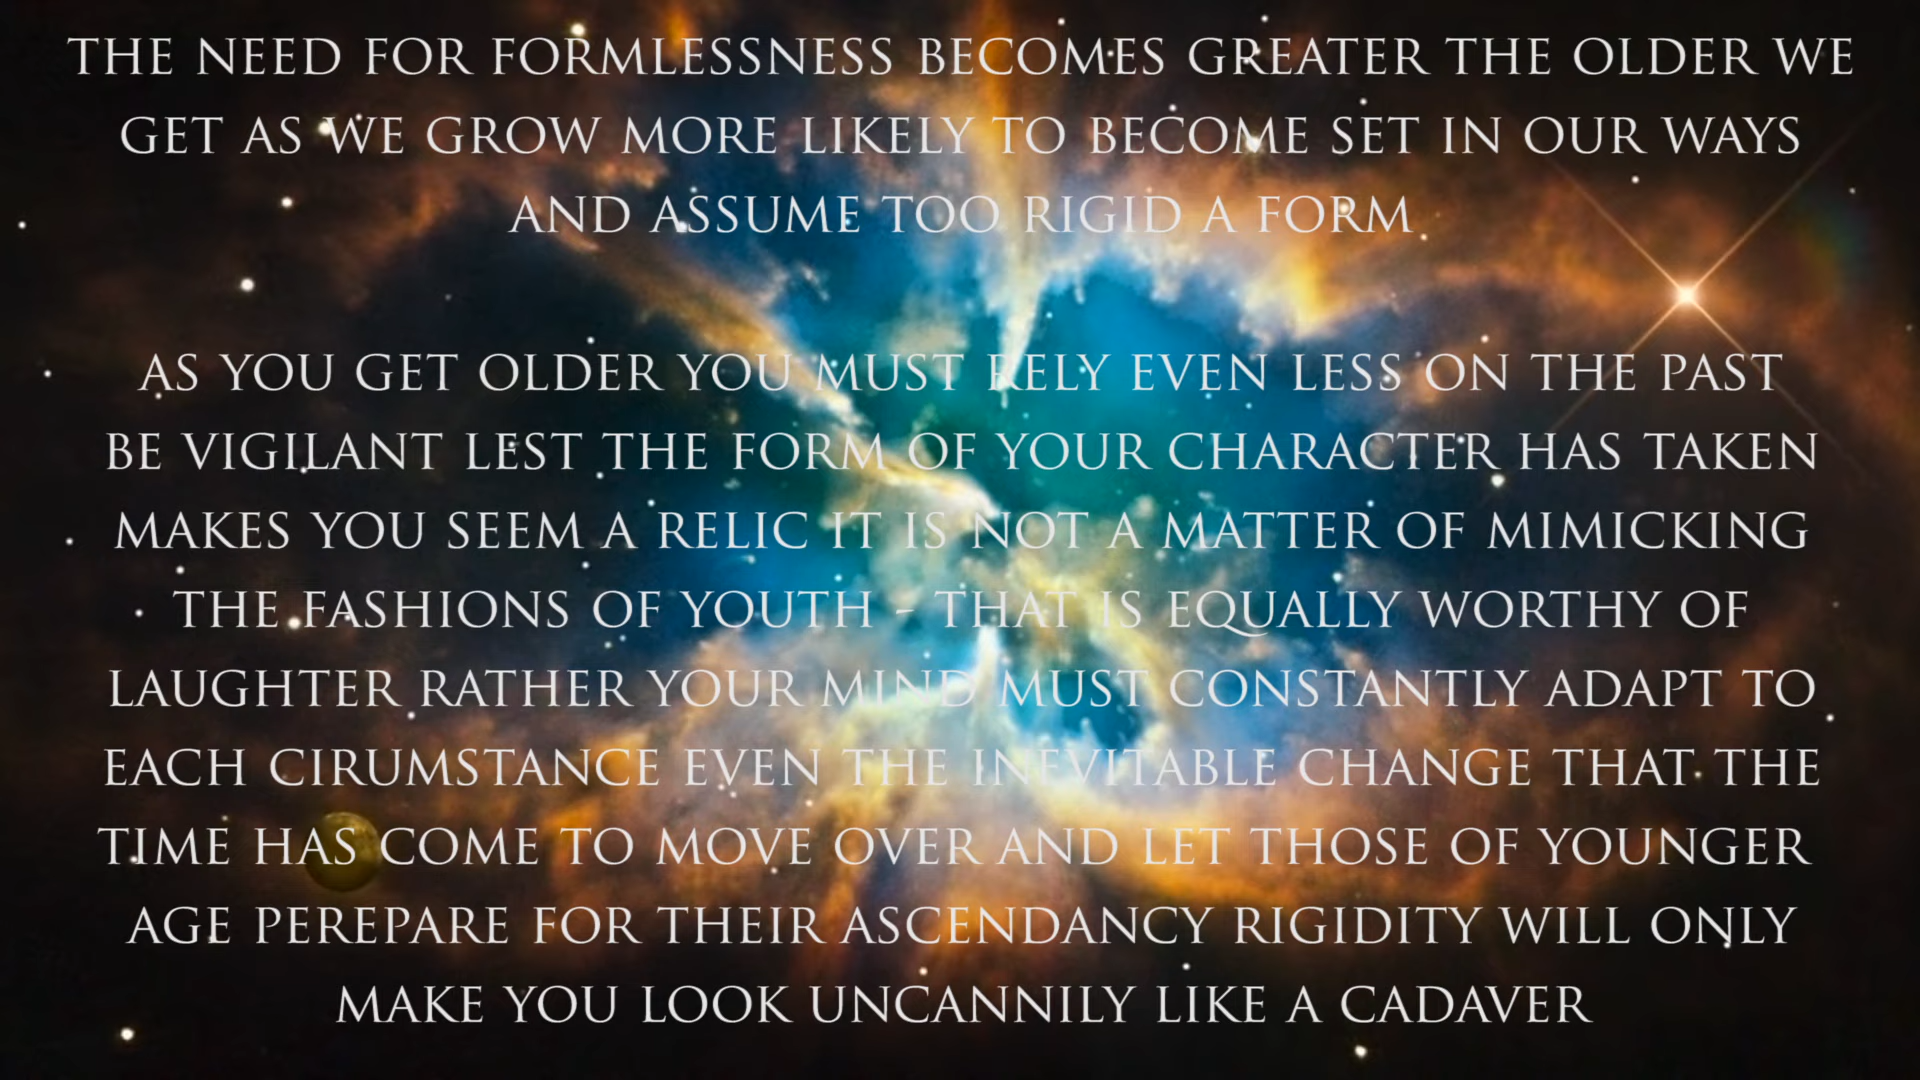 THE NEED FOR FORMLESSNESS BECOMES GREATER THE OLDER WE
GET AS WE GROW MORE LIKELY TO BECOME SET IN OUR WAYS
AND ASSUME TOO RIGID A FORM
AS YOU GET OLDER YOU MUST RELY EVEN LESS ON THE PAST
BE VIGILANT LEST THE FORM OF YOUR CHARACTER HAS TAKEN
MAKES YOU SEEM A RELIC IT IS NOT A MATTER OF MIMICKING
THE FASHIONS OF YOUTH - THAT IS EQUALLY WORTHY OF
LAUGHTER RATHER YOUR MIND MUST CONSTANTLY ADAPT TO
EACH CIRUMSTANCE EVEN THE INEVITABLE CHANGE THAT THE
TIME HAS COME TO MOVE OVER AND LET THOSE OF YOUNGER
AGE PEREPARE FOR THEIR ASCENDANCY RIGIDITY WILL ONLY
MAKE YOU LOOK UNCANNILY LIKE A CADAVER